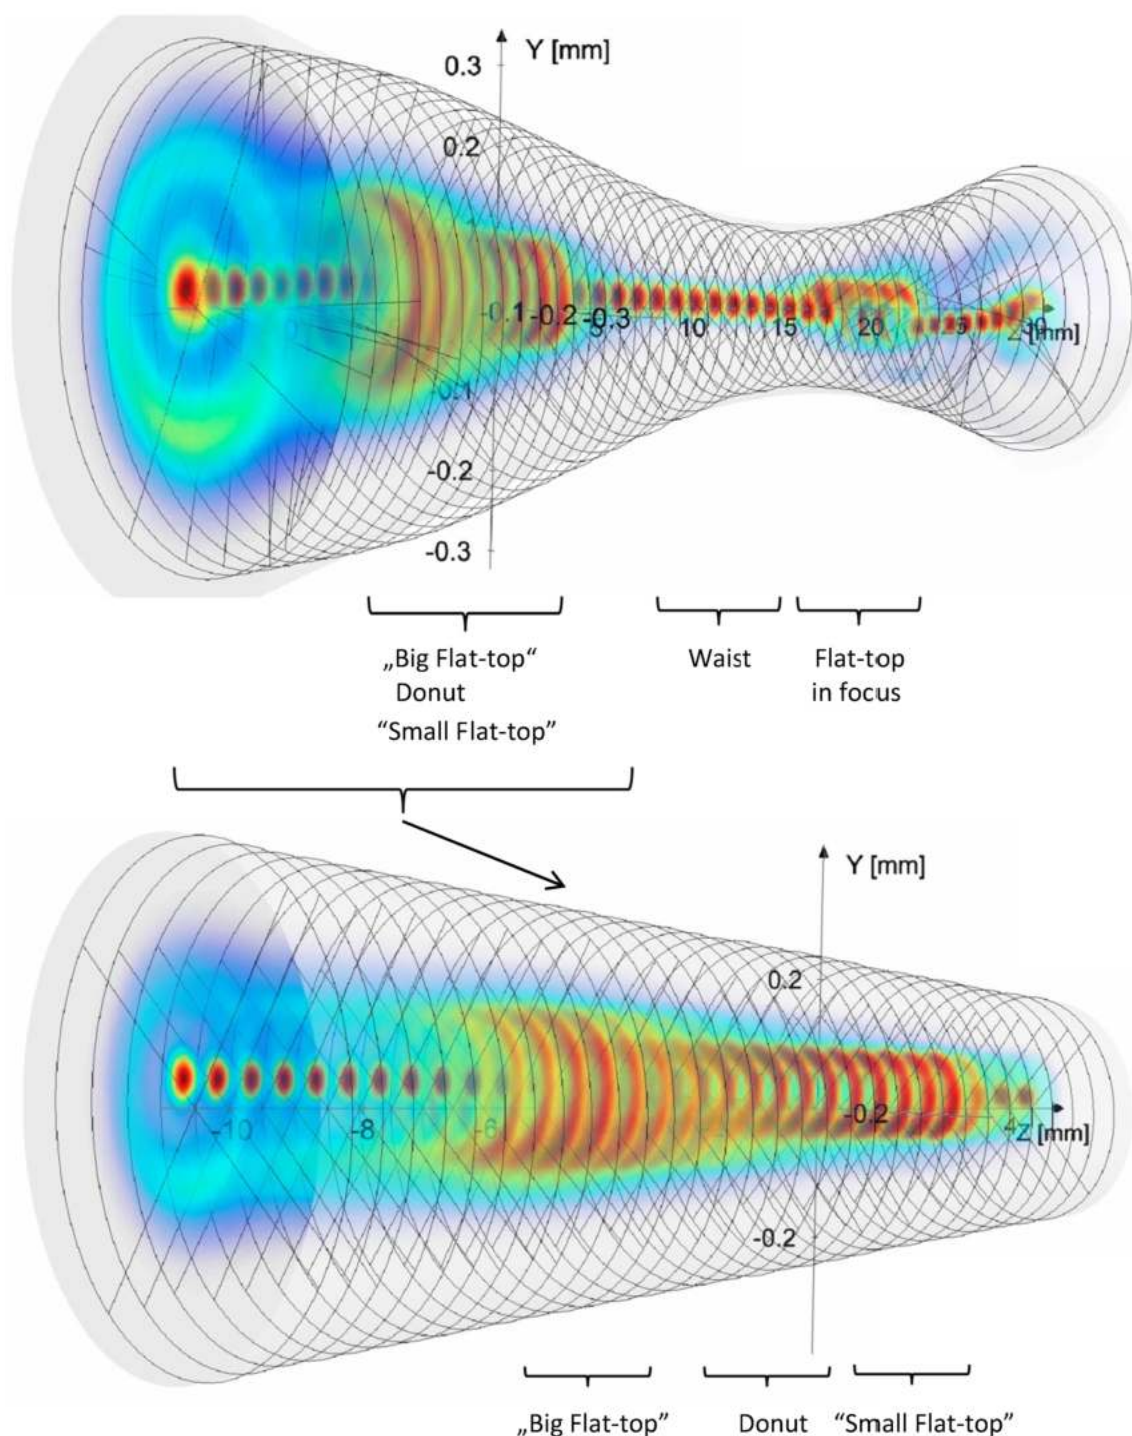 Y [mm]
0.3
0.2
-0.1 -0.2 -0.3 10 15 20 30
Z [mm]
-0.1
-0.2
-0.3
„Big Flat-top“ Waist Flat-top
Donut in focus
“Small Flat-top”
Y [mm]
0.2
-10 -8 -6 -0.2 4
Z [mm]
-0.2
„Big Flat-top” Donut “Small Flat-top”